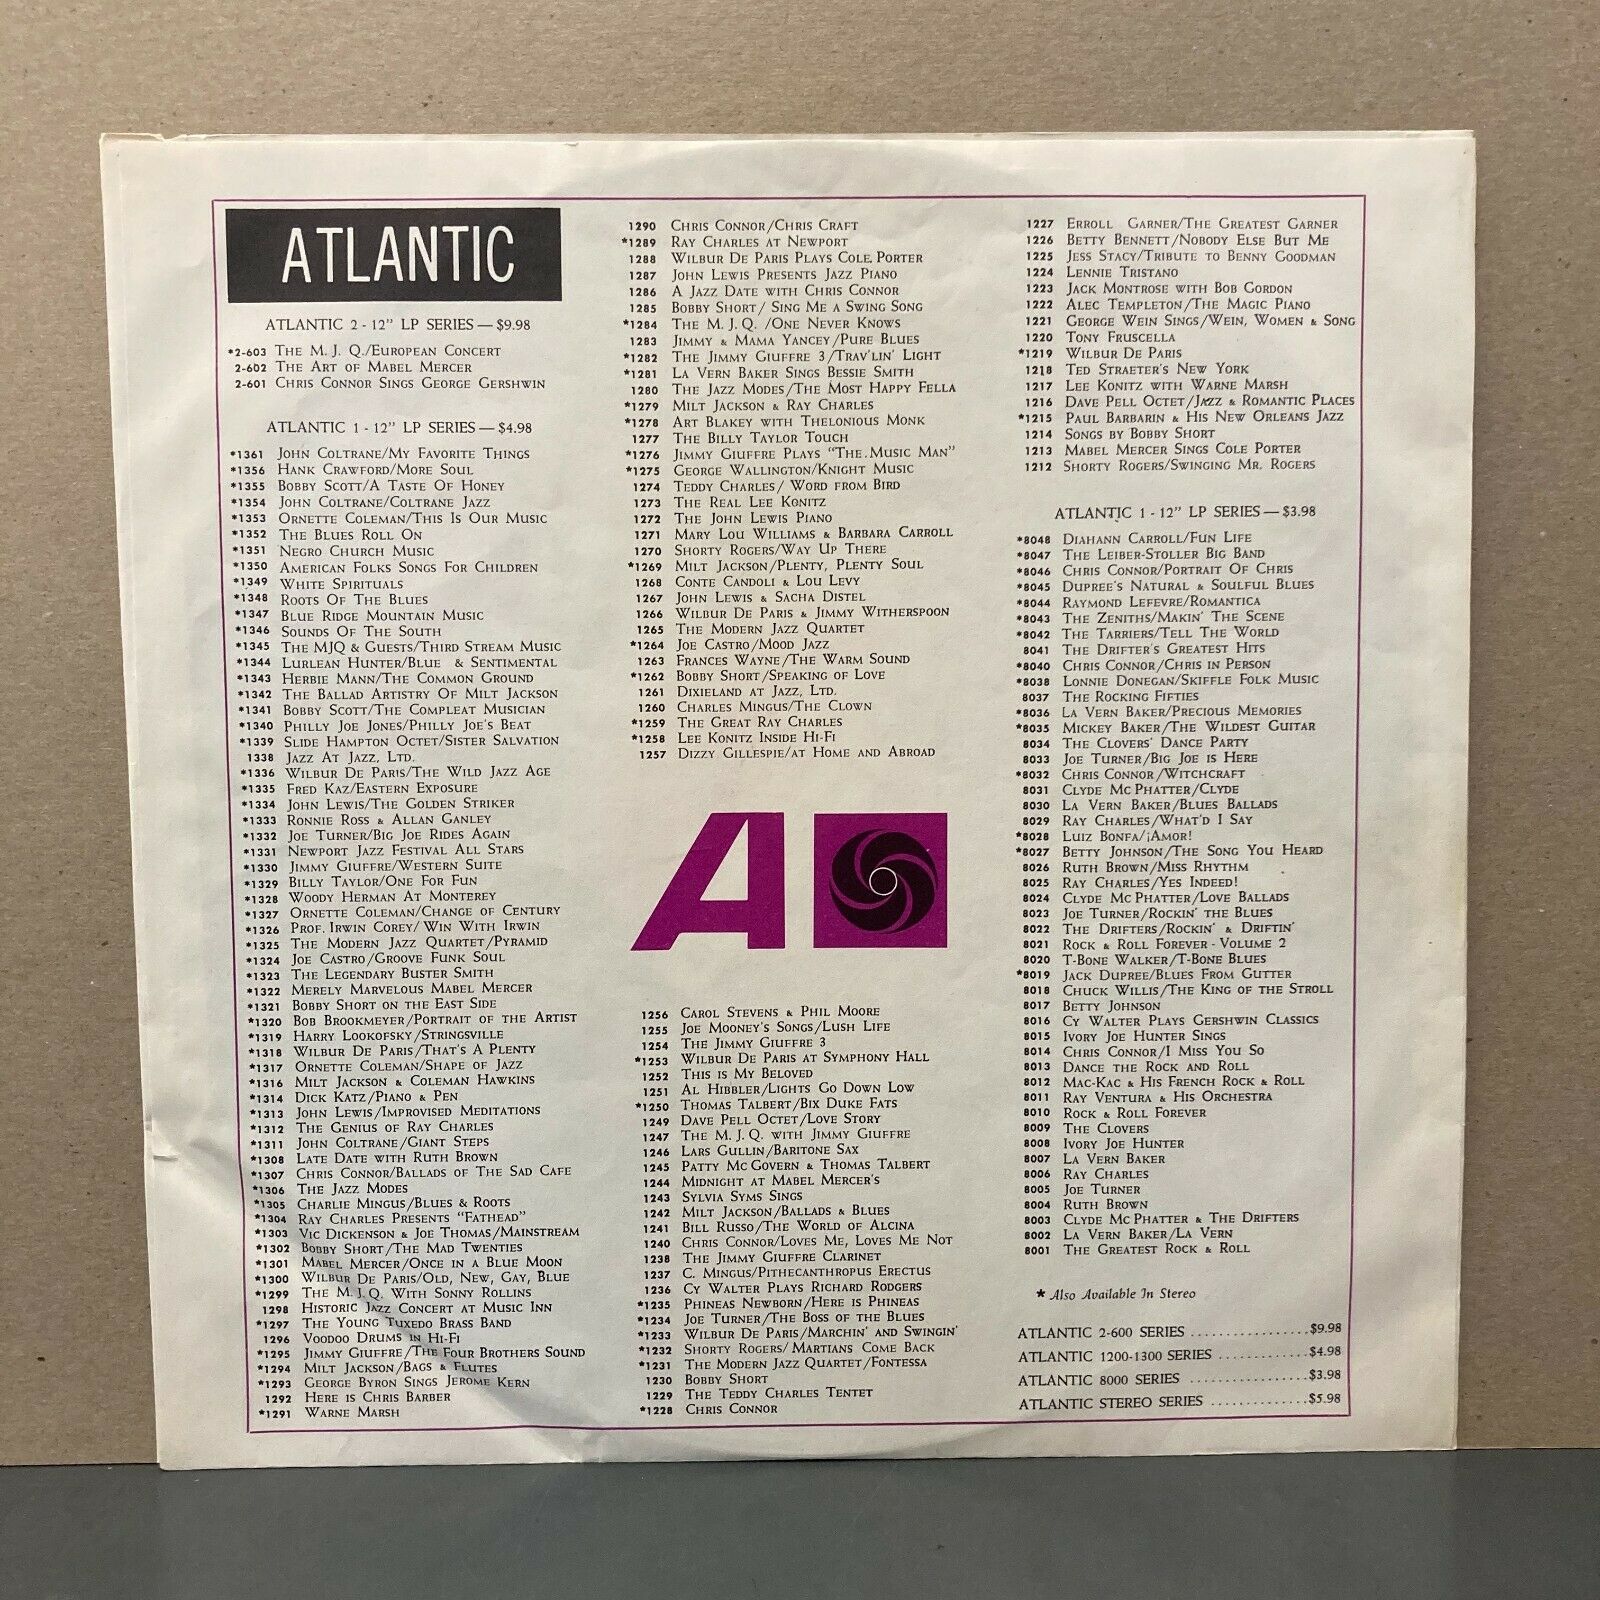 ATLANTIC
ATLANTIC 2 - 12" LP SERIES — $9.98
*2-603 THE M. J. Q./EUROPEAN CONCERT
2-602 THE ART OF MABEL MERCER
2-601 CHRIS CONNOR SINGS GEORGE GERSHWIN
ATLANTIC 1 - 12" LP SERIES — $4.98
*1361 JOHN COLTRANE/MY FAVORITE THINGS
*1356 HANK CRAWFORD/MORE SOUL
*1355 BOBBY SCOTT/A TASTE OF HONEY
*1354 JOHN COLTRANE/COLTRANE JAZZ
*1353 ORNETTE COLEMAN/THIS IS OUR MUSIC
*1352 THE BLUES ROLL ON
*1351 NEGRO CHURCH MUSIC
*1350 AMERICAN FOLKS SONGS FOR CHILDREN
*1349 WHITE SPIRITUALS
*1348 ROOTS OF THE BLUES
*1347 BLUE RIDGE MOUNTAIN MUSIC
*1346 SOUNDS OF THE SOUTH
*1345 THE MJQ & GUESTS/THIRD STREAM MUSIC
*1344 LURLEAN HUNTER/BLUE & SENTIMENTAL
*1343 HERBIE MANN/THE COMMON GROUND
*1342 THE BALLAD ARTISTRY OF MILT JACKSON
*1341 BOBBY SCOTT/THE COMPLEAT MUSICIAN
*1340 PHILLY JOE JONES/PHILLY JOE'S BEAT
*1339 SLIDE HAMPTON OCTET/SISTER SALVATION
1338 JAZZ AT JAZZ, LTD.
*1336 WILBUR DE PARIS/THE WILD JAZZ AGE
*1335 FRED KAZ/EASTERN EXPOSURE
*1334 JOHN LEWIS/THE GOLDEN STRIKER
*1333 RONNIE ROSS & ALLAN GANLEY
*1332 JOE TURNER/BIG JOE RIDES AGAIN
*1331 NEWPORT JAZZ FESTIVAL ALL STARS
*1330 JIMMY GIUFFRE/WESTERN SUITE
*1329 BILLY TAYLOR/ONE FOR FUN
*1328 WOODY HERMAN AT MONTEREY
*1327 ORNETTE COLEMAN/CHANGE OF CENTURY
*1326 PROF. IRWIN COREY/ WIN WITH IRWIN
*1325 THE MODERN JAZZ QUARTET/PYRAMID
*1324 JOE CASTRO/GROOVE FUNK SOUL
*1323 THE LEGENDARY BUSTER SMITH
*1322 MERELY MARVELOUS MABEL MERCER
*1321 BOBBY SHORT ON THE EAST SIDE
*1320 BOB BROOKMEYER/PORTRAIT OF THE ARTIST
*1319 HARRY LOOKOFSKY/STRINGSVILLE
*1318 WILBUR DE PARIS/THAT'S A PLENTY
*1317 ORNETTE COLEMAN/SHAPE OF JAZZ
*1316 MILT JACKSON & COLEMAN HAWKINS
*1314 DICK KATZ/PIANO & PEN
*1313 JOHN LEWIS/IMPROVISED MEDITATIONS
*1312 THE GENIUS OF RAY CHARLES
*1311 JOHN COLTRANE/GIANT STEPS
*1308 LATE DATE WITH RUTH BROWN
*1307 CHRIS CONNOR/BALLADS OF THE SAD CAFE
*1306 THE JAZZ MODES
*1305 CHARLIE MINGUS/BLUES & ROOTS
*1304 RAY CHARLES PRESENTS "FATHEAD"
*1303 VIC DICKENSON & JOE THOMAS/MAINSTREAM
*1302 BOBBY SHORT/THE MAD TWENTIES
*1301 MABEL MERCER/ONCE IN A BLUE MOON
*1300 WILBUR DE PARIS/OLD, NEW, GAY, BLUE
*1299 THE M.J.Q. WITH SONNY ROLLINS
1298 HISTORIC JAZZ CONCERT AT MUSIC INN
*1297 THE YOUNG TUXEDO BRASS BAND
1296 VOODOO DRUMS IN HI-FI
*1295 JIMMY GIUFFRE/THE FOUR BROTHERS SOUND
*1294 MILT JACKSON/BAGS & FLUTES
*1293 GEORGE BYRON SINGS JEROME KERN
1292 HERE IS CHRIS BARBER
*1291 WARNE MARSH
1290 CHRIS CONNOR/CHRIS CRAFT
*1289 RAY CHARLES AT NEWPORT
1288 WILBUR DE PARIS PLAYS COLE PORTER
1287 JOHN LEWIS PRESENTS JAZZ PIANO
1286 A JAZZ DATE WITH CHRIS CONNOR
1285 BOBBY SHORT/ SING ME A SWING SONG
*1284 THE M. J. Q. /ONE NEVER KNOWS
1283 JIMMY & MAMA YANCEY/PURE BLUES
*1282 THE JIMMY GIUFFRE 3/TRAV'LIN' LIGHT
*1281 LA VERN BAKER SINGS BESSIE SMITH
1280 THE JAZZ MODES/THE MOST HAPPY FELLA
*1279 MILT JACKSON & RAY CHARLES
*1278 ART BLAKEY WITH THELONIOUS MONK
1277 THE BILLY TAYLOR TOUCH
*1276 JIMMY GIUFFRE PLAYS "THE MUSIC MAN"
*1275 GEORGE WALLINGTON/KNIGHT MUSIC
1274 TEDDY CHARLES/ WORD FROM BIRD
1273 THE REAL LEE KONITZ
1272 THE JOHN LEWIS PIANO
1271 MARY LOU WILLIAMS & BARBARA CARROLL
1270 SHORTY ROGERS/WAY UP THERE
*1269 MILT JACKSON/PLENTY, PLENTY SOUL
1268 CONTE CANDOLI & LOU LEVY
1267 JOHN LEWIS & SACHA DISTEL
1266 WILBUR DE PARIS & JIMMY WITHERSPOON
1265 THE MODERN JAZZ QUARTET
*1264 JOE CASTRO/MOOD JAZZ
1263 FRANCES WAYNE/THE WARM SOUND
*1262 BOBBY SHORT/SPEAKING OF LOVE
1261 DIXIELAND AT JAZZ, LTD.
1260 CHARLES MINGUS/THE CLOWN
*1259 THE GREAT RAY CHARLES
*1258 LEE KONITZ INSIDE HI-FI
1257 DIZZY GILLESPIE/AT HOME AND ABROAD
A
1256 CAROL STEVENS & PHIL MOORE
1255 JOE MOONEY'S SONGS/LUSH LIFE
1254 THE JIMMY GIUFFRE 3
*1253 WILBUR DE PARIS AT SYMPHONY HALL
1252 THIS IS MY BELOVED
1251 AL HIBBLER/LIGHTS GO DOWN LOW
*1250 THOMAS TALBERT/BIX DUKE FATS
1249 DAVE PELL OCTET/LOVE STORY
1247 THE M. J. Q. WITH JIMMY GIUFFRE
1246 LARS GULLIN/BARITONE SAX
1245 PATTY MC GOVERN & THOMAS TALBERT
1244 MIDNIGHT AT MABEL MERCER'S
1243 SYLVIA SYMS SINGS
1242 MILT JACKSON/BALLADS & BLUES
1241 BILL RUSSO/THE WORLD OF ALCINA
1240 CHRIS CONNOR/LOVES ME, LOVES ME NOT
1238 THE JIMMY GIUFFRE CLARINET
1237 C. MINGUS/PITHECANTHROPUS ERECTUS
1236 CY WALTER PLAYS RICHARD RODGERS
*1235 PHINEAS NEWBORN/HERE IS PHINEAS
*1234 JOE TURNER/THE BOSS OF THE BLUES
*1233 WILBUR DE PARIS/MARCHIN' AND SWINGIN'
*1232 SHORTY ROGERS/MARTIANS COME BACK
*1231 THE MODERN JAZZ QUARTET/FONTESSA
1230 BOBBY SHORT
1229 THE TEDDY CHARLES TENTET
*1228 CHRIS CONNOR
1227 ERROLL GARNER/THE GREATEST GARNER
1226 BETTY BENNETT/NOBODY ELSE BUT ME
1225 JESS STACY/TRIBUTE TO BENNY GOODMAN
1224 LENNIE TRISTANO
1223 JACK MONTROSE WITH BOB GORDON
1222 ALEC TEMPLETON/THE MAGIC PIANO
1221 GEORGE WEIN SINGS/WEIN, WOMEN & SONG
1220 TONY FRUSCELLA
*1219 WILBUR DE PARIS
1218 TED STRAETER'S NEW YORK
1217 LEE KONITZ WITH WARNE MARSH
1216 DAVE PELL OCTET/JAZZ & ROMANTIC PLACES
*1215 PAUL BARBARIN & HIS NEW ORLEANS JAZZ
1214 SONGS BY BOBBY SHORT
1213 MABEL MERCER SINGS COLE PORTER
1212 SHORTY ROGERS/SWINGING MR. ROGERS
ATLANTIC 1 - 12" LP SERIES — $3.98
*8048 DIAHANN CARROLL/FUN LIFE
*8047 THE LEIBER-STOLLER BIG BAND
*8046 CHRIS CONNOR/PORTRAIT OF CHRIS
*8045 DUPREE'S NATURAL & SOULFUL BLUES
*8044 RAYMOND LEFEVRE/ROMANTICA
*8043 THE ZENITHS/MAKIN' THE SCENE
*8042 THE TARRIERS/TELL THE WORLD
8041 THE DRIFTER'S GREATEST HITS
*8040 CHRIS CONNOR/CHRIS IN PERSON
*8038 LONNIE DONEGAN/SKIFFLE FOLK MUSIC
8037 THE ROCKING FIFTIES
*8036 LA VERN BAKER/PRECIOUS MEMORIES
*8035 MICKEY BAKER/THE WILDEST GUITAR
8034 THE CLOVERS' DANCE PARTY
8033 JOE TURNER/BIG JOE IS HERE
*8032 CHRIS CONNOR/WITCHCRAFT
8031 CLYDE MC PHATTER/CLYDE
8030 LA VERN BAKER/BLUES BALLADS
8029 RAY CHARLES/WHAT'D I SAY
*8028 LUIZ BONFA/¡AMOR!
*8027 BETTY JOHNSON/THE SONG YOU HEARD
8026 RUTH BROWN/MISS RHYTHM
8025 RAY CHARLES/YES INDEED!
8024 CLYDE MC PHATTER/LOVE BALLADS
8023 JOE TURNER/ROCKIN' THE BLUES
8022 THE DRIFTERS/ROCKIN' & DRIFTIN'
8021 ROCK & ROLL FOREVER - VOLUME 2
8020 T-BONE WALKER/T-BONE BLUES
*8019 JACK DUPREE/BLUES FROM GUTTER
8018 CHUCK WILLIS/THE KING OF THE STROLL
8017 BETTY JOHNSON
8016 CY WALTER PLAYS GERSHWIN CLASSICS
8015 IVORY JOE HUNTER SINGS
8014 CHRIS CONNOR/I MISS YOU SO
8013 DANCE THE ROCK AND ROLL
8012 MAC-KAC & HIS FRENCH ROCK & ROLL
8011 RAY VENTURA & HIS ORCHESTRA
8010 ROCK & ROLL FOREVER
8009 THE CLOVERS
8008 IVORY JOE HUNTER
8007 LA VERN BAKER
8006 RAY CHARLES
8005 JOE TURNER
8004 RUTH BROWN
8003 CLYDE MC PHATTER & THE DRIFTERS
8002 LA VERN BAKER/LA VERN
8001 THE GREATEST ROCK & ROLL
* Also Available In Stereo
ATLANTIC 2-600 SERIES .................$9.98
ATLANTIC 1200-1300 SERIES .............$4.98
ATLANTIC 8000 SERIES ..................$3.98
ATLANTIC STEREO SERIES ..............$5.98